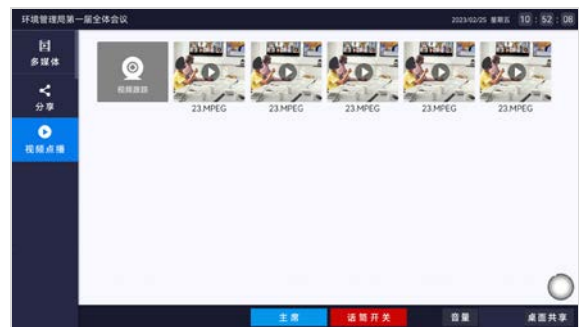 环境管理局第一届全体会议
2023/02/25 星期五 10 : 52 : 08
多媒体
分享
视频点播
视频跟踪
23.MPEG 23.MPEG 23.MPEG 23.MPEG 23.MPEG
主席 话筒开关 音量 桌面共享